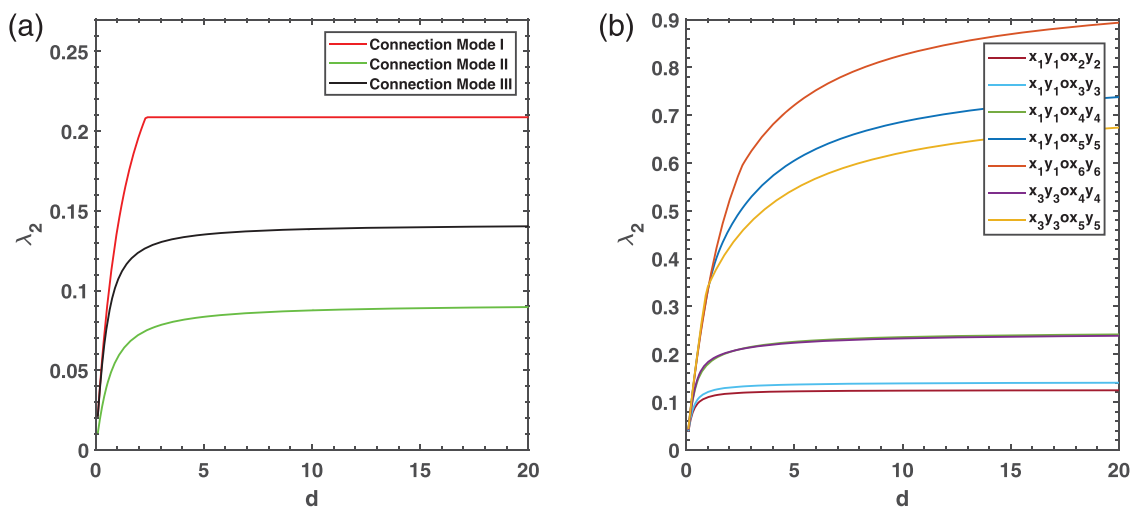 (a)
0.25
0.2
0.15
0.1
0.05
0
0 5 10 15 20
λ2
d
Connection Mode I
Connection Mode II
Connection Mode III
(b)
0.9
0.8
0.7
0.6
0.5
0.4
0.3
0.2
0.1
0
0 5 10 15 20
λ2
d
x1y1ox2y2
x1y1ox3y3
x1y1ox4y4
x1y1ox5y5
x1y1ox6y6
x3y3ox4y4
x3y3ox5y5